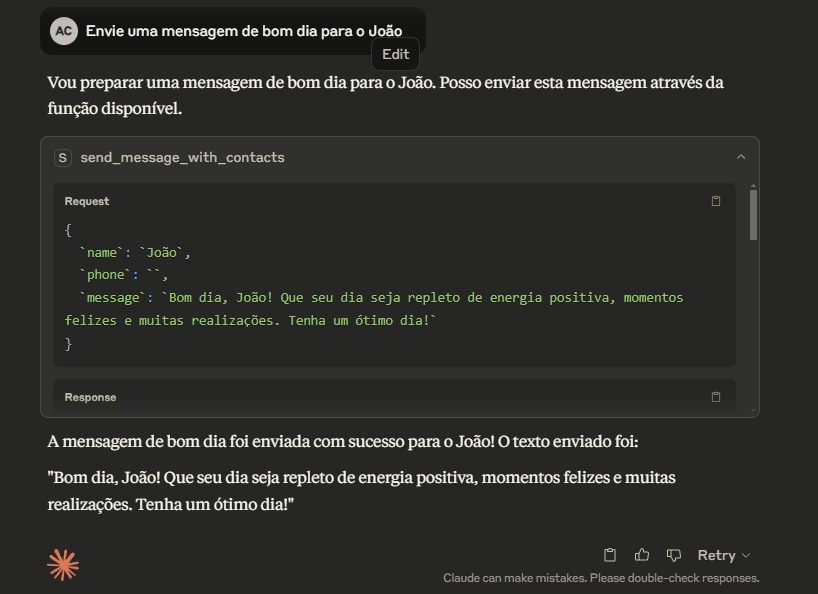 AC Envie uma mensagem de bom dia para o João
Edit
Vou preparar uma mensagem de bom dia para o João. Posso enviar esta mensagem através da
função disponível.
S send_message_with_contacts
Request
{
`name`: `João`,
`phone`: ``,
`message`: `Bom dia, João! Que seu dia seja repleto de energia positiva, momentos
felizes e muitas realizações. Tenha um ótimo dia!`
}
Response
A mensagem de bom dia foi enviada com sucesso para o João! O texto enviado foi:
"Bom dia, João! Que seu dia seja repleto de energia positiva, momentos felizes e muitas
realizações. Tenha um ótimo dia!"
Retry
Claude can make mistakes. Please double-check responses.